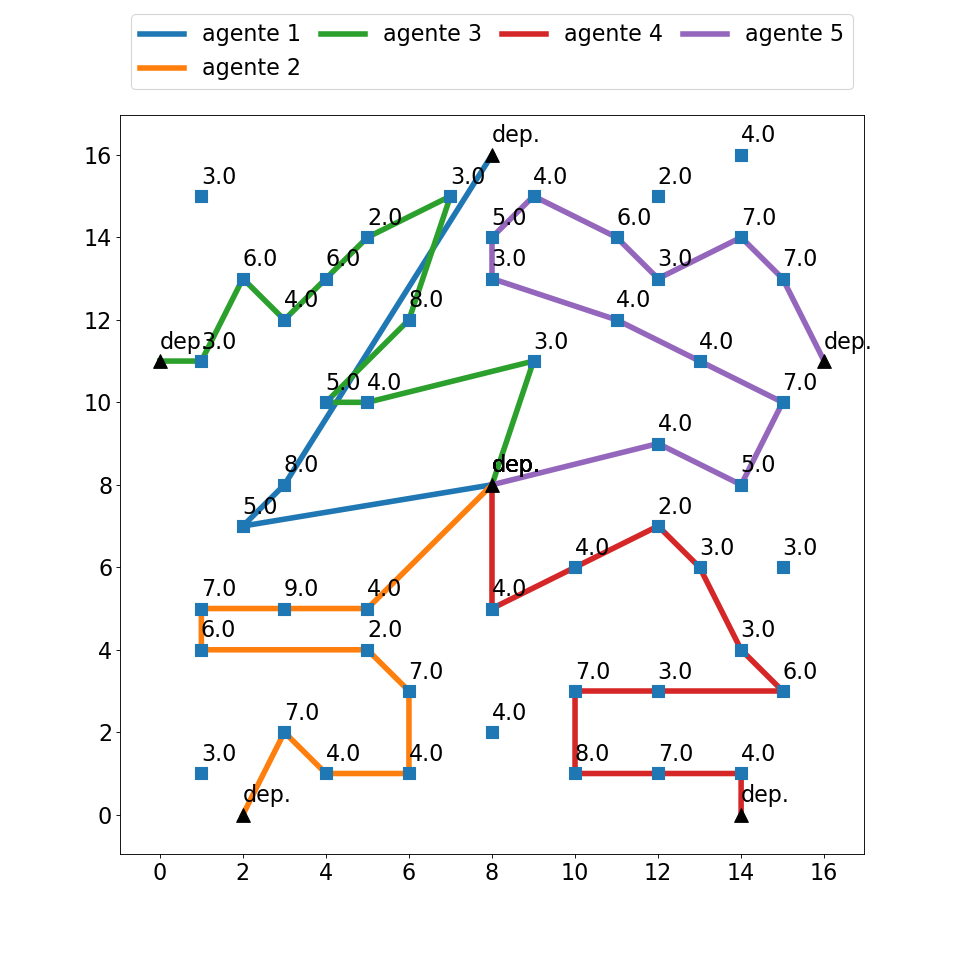 agente 1 agente 3 agente 4 agente 5
agente 2
dep. 4.0
16
3.0 3.0 4.0 2.0
2.0 5.0 6.0 7.0
14
6.0 6.0 3.0 3.0 7.0
4.0 8.0 4.0
12
dep. 3.0 3.0 4.0 dep.
5.0 4.0 7.0
10
4.0
8.0 dep. 5.0
8
5.0 2.0
4.0 3.0 3.0
6
7.0 9.0 4.0 4.0
6.0 2.0 3.0
4
7.0 7.0 3.0 6.0
7.0 4.0
2
3.0 4.0 4.0 8.0 7.0 4.0
dep. dep.
0
0 2 4 6 8 10 12 14 16